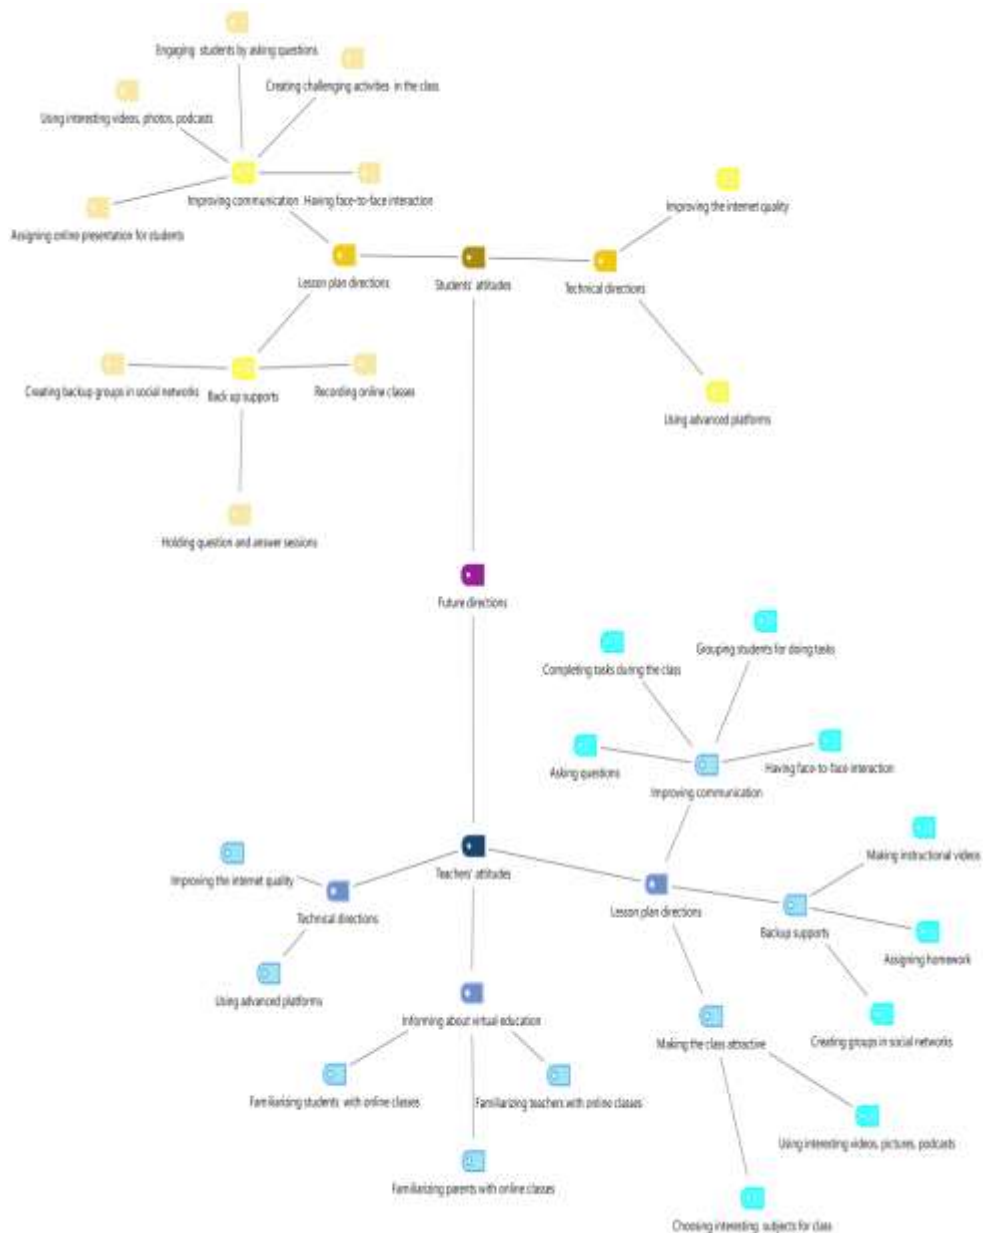 Engaging students by asking questions
Creating challenging activities in the class
Using interesting videos, photos, podcasts
Improving communication
Having face-to-face interaction
Assigning online presentation for students
Improving the internet quality
Lesson plan directions
Students' attitudes
Technical directions
Creating backup groups in social networks
Back up supports
Recording online classes
Using advanced platforms
Holding question and answer sessions
Future directions
Grouping students for doing tasks
Completing tasks during the class
Asking questions
Having face-to-face interaction
Improving communication
Making instructional videos
Teachers' attitudes
Improving the internet quality
Technical directions
Lesson plan directions
Backup supports
Assigning homework
Using advanced platforms
Informing about virtual education
Making the class attractive
Creating groups in social networks
Familiarizing students with online classes
Familiarizing teachers with online classes
Using interesting videos, pictures, podcasts
Familiarizing parents with online classes
Choosing interesting subjects for class